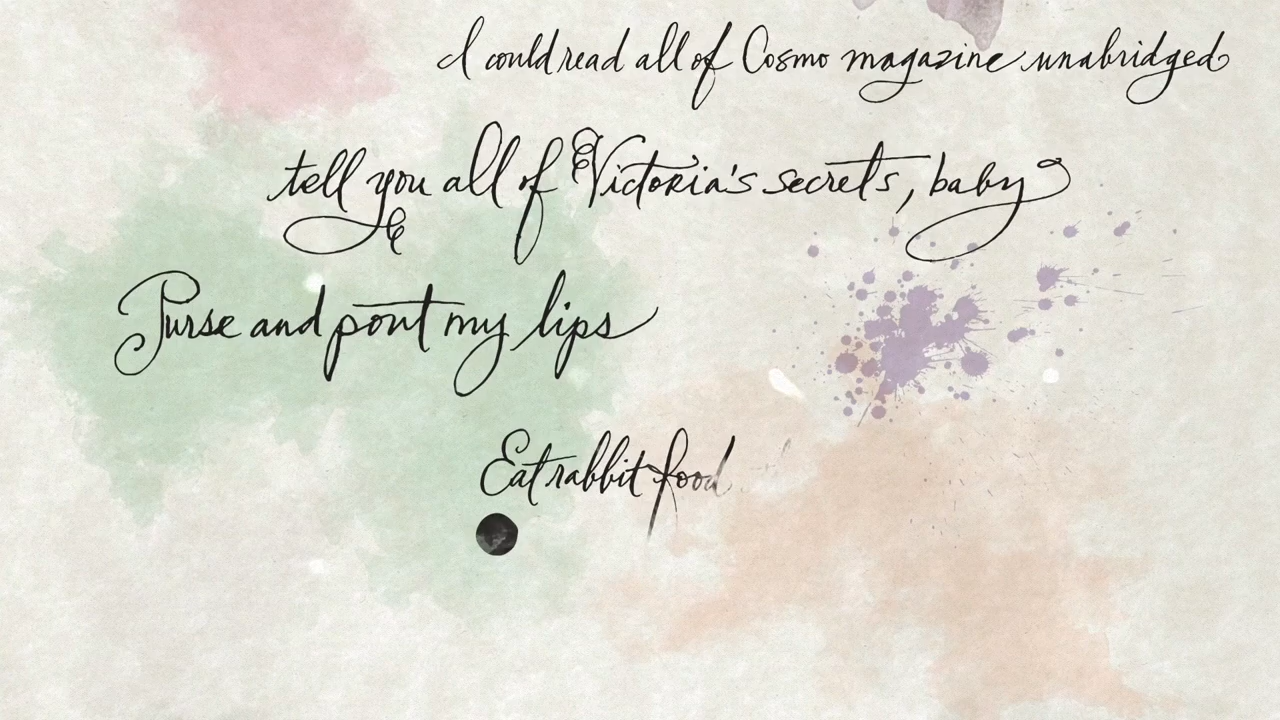 I could read all of Cosmo magazine unabridged
tell you all of Victoria's secrets, baby
Purse and pout my lips
Eat rabbit food